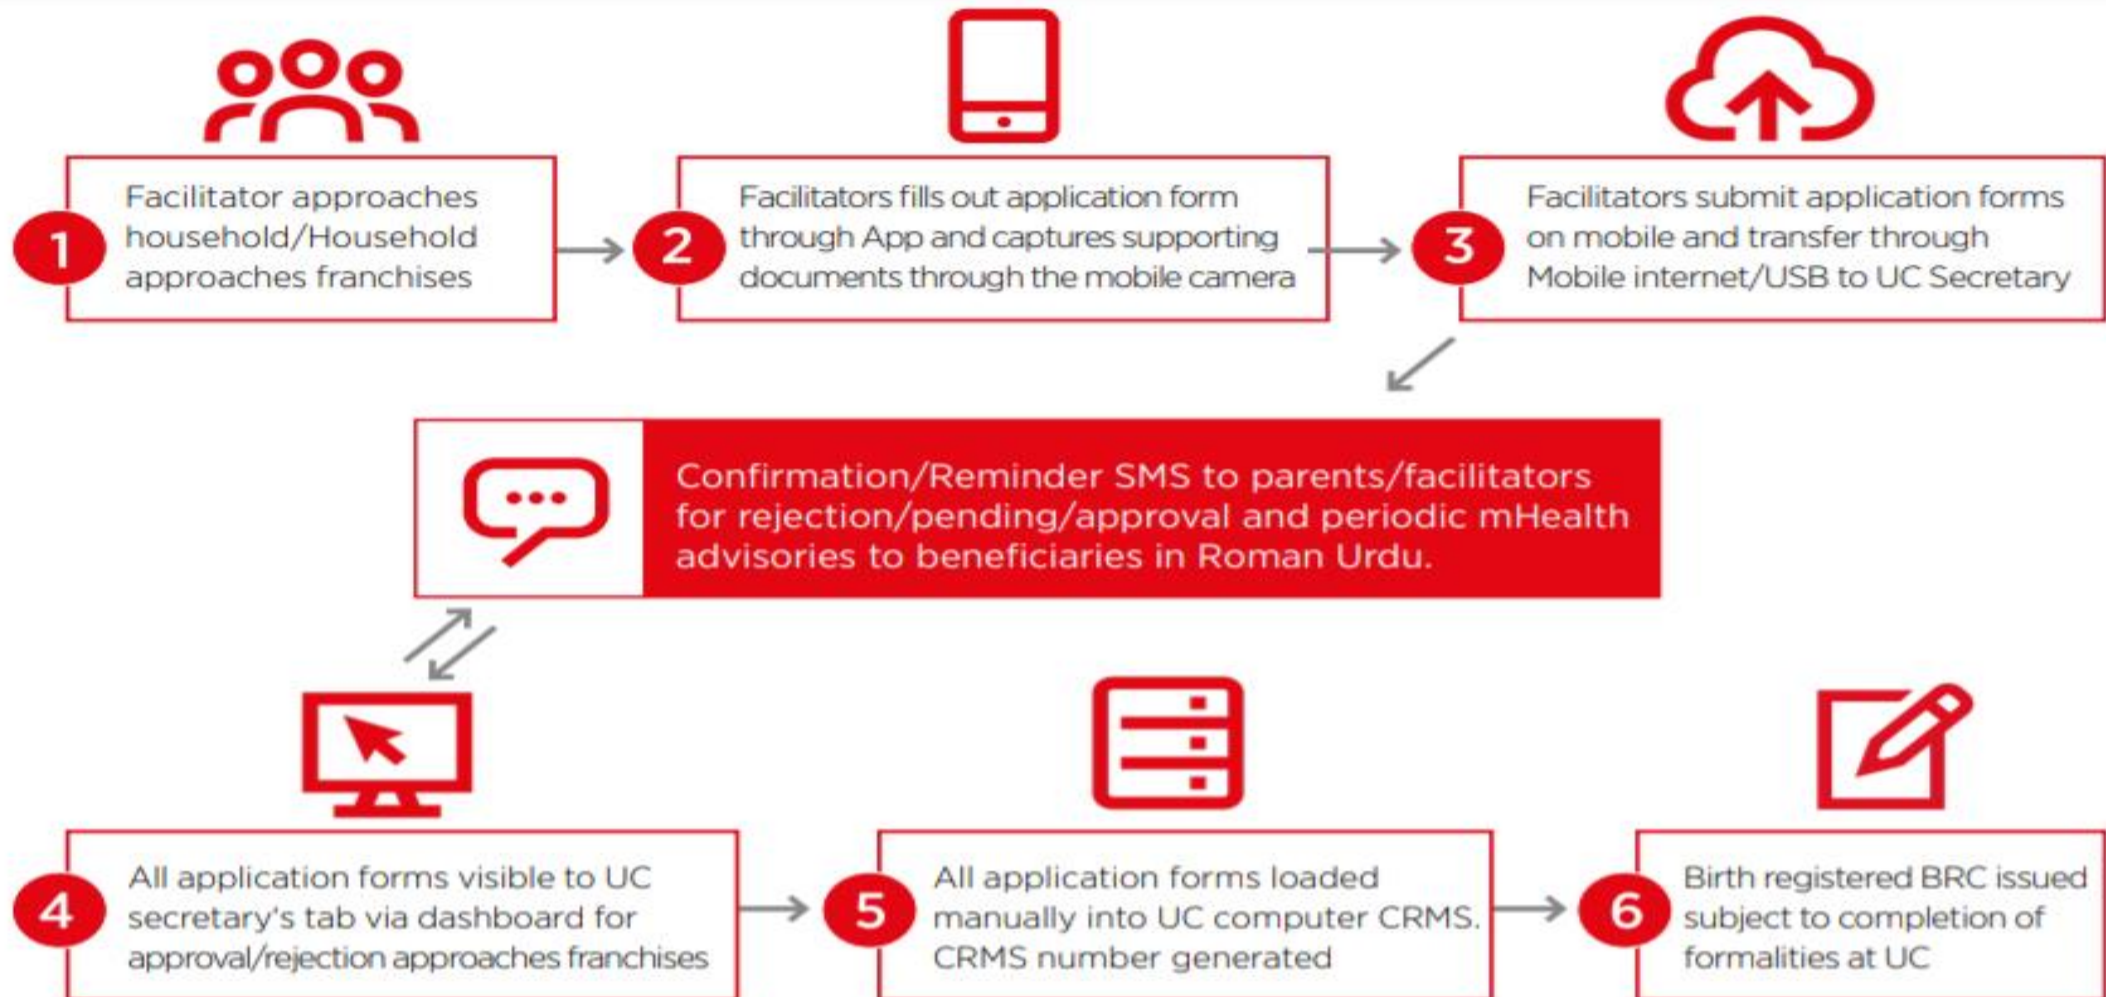 1
Facilitator approaches
household/Household
approaches franchises
2
Facilitators fills out application form
through App and captures supporting
documents through the mobile camera
3
Facilitators submit application forms
on mobile and transfer through
Mobile internet/USB to UC Secretary
Confirmation/Reminder SMS to parents/facilitators
for rejection/pending/approval and periodic mHealth
advisories to beneficiaries in Roman Urdu.
4
All application forms visible to UC
secretary's tab via dashboard for
approval/rejection approaches franchises
5
All application forms loaded
manually into UC computer CRMS.
CRMS number generated
6
Birth registered BRC issued
subject to completion of
formalities at UC